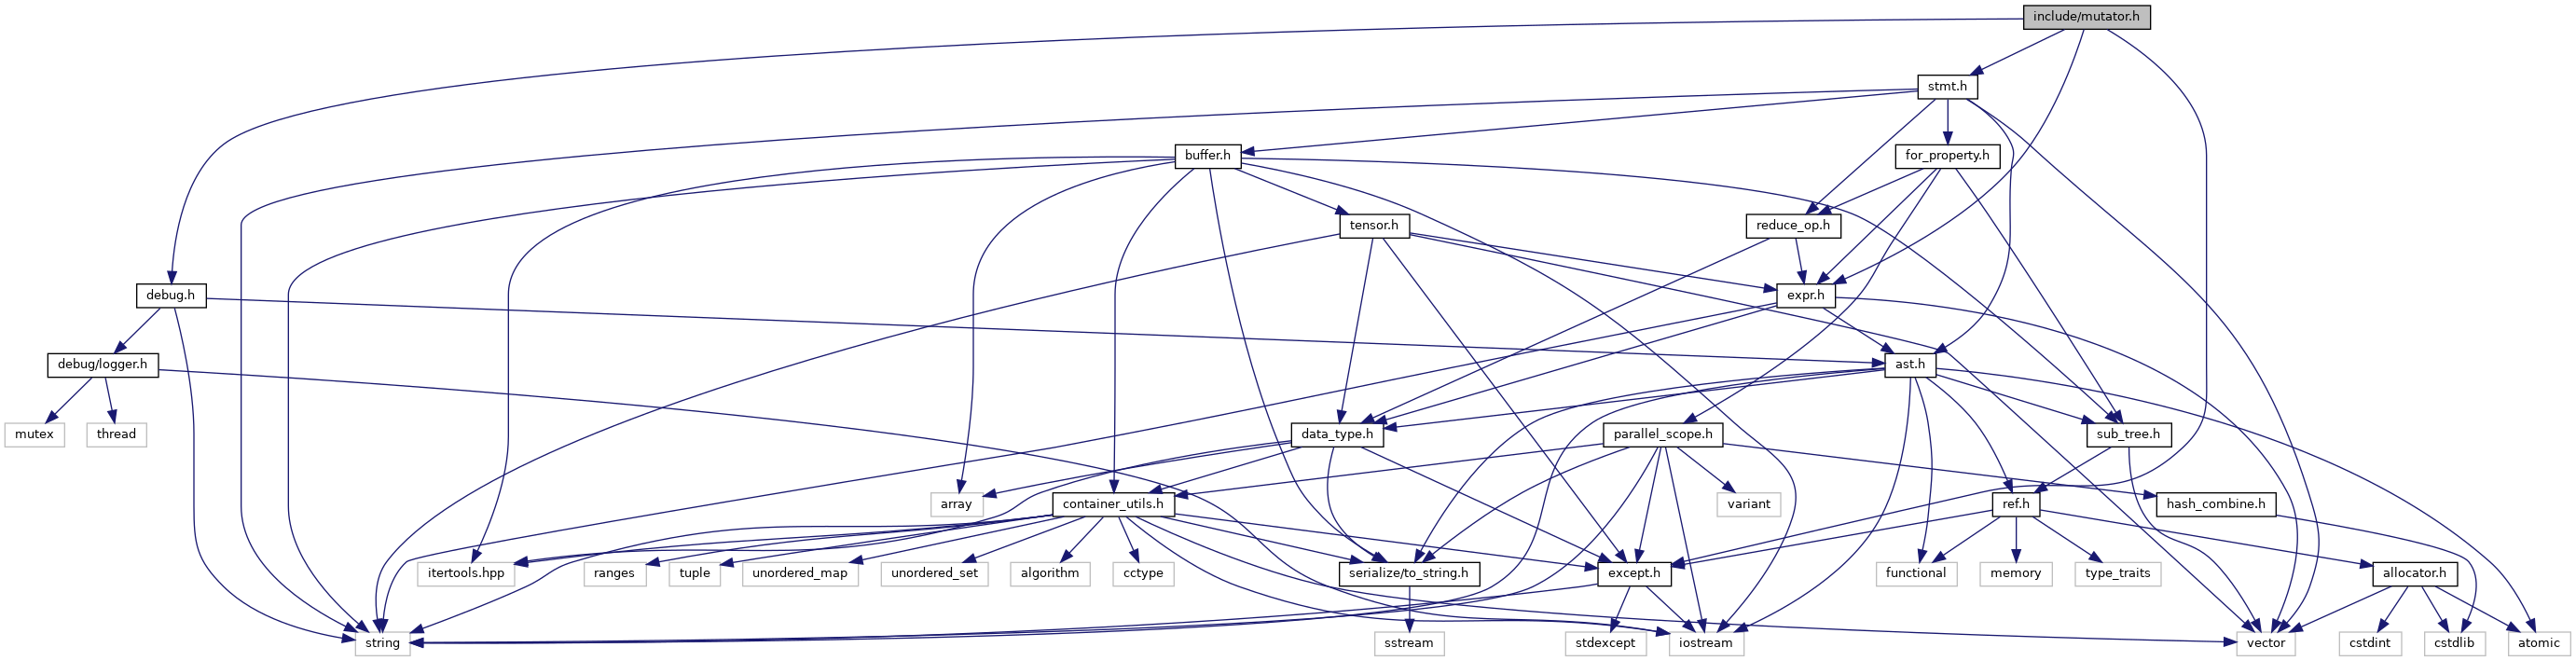 include/mutator.h
stmt.h
buffer.h
for_property.h
tensor.h
reduce_op.h
debug.h
expr.h
debug/logger.h
ast.h
mutex
thread
data_type.h
parallel_scope.h
sub_tree.h
array
container_utils.h
variant
ref.h
hash_combine.h
itertools.hpp
ranges
tuple
unordered_map
unordered_set
algorithm
cctype
serialize/to_string.h
except.h
functional
memory
type_traits
allocator.h
string
sstream
stdexcept
iostream
vector
cstdint
cstdlib
atomic